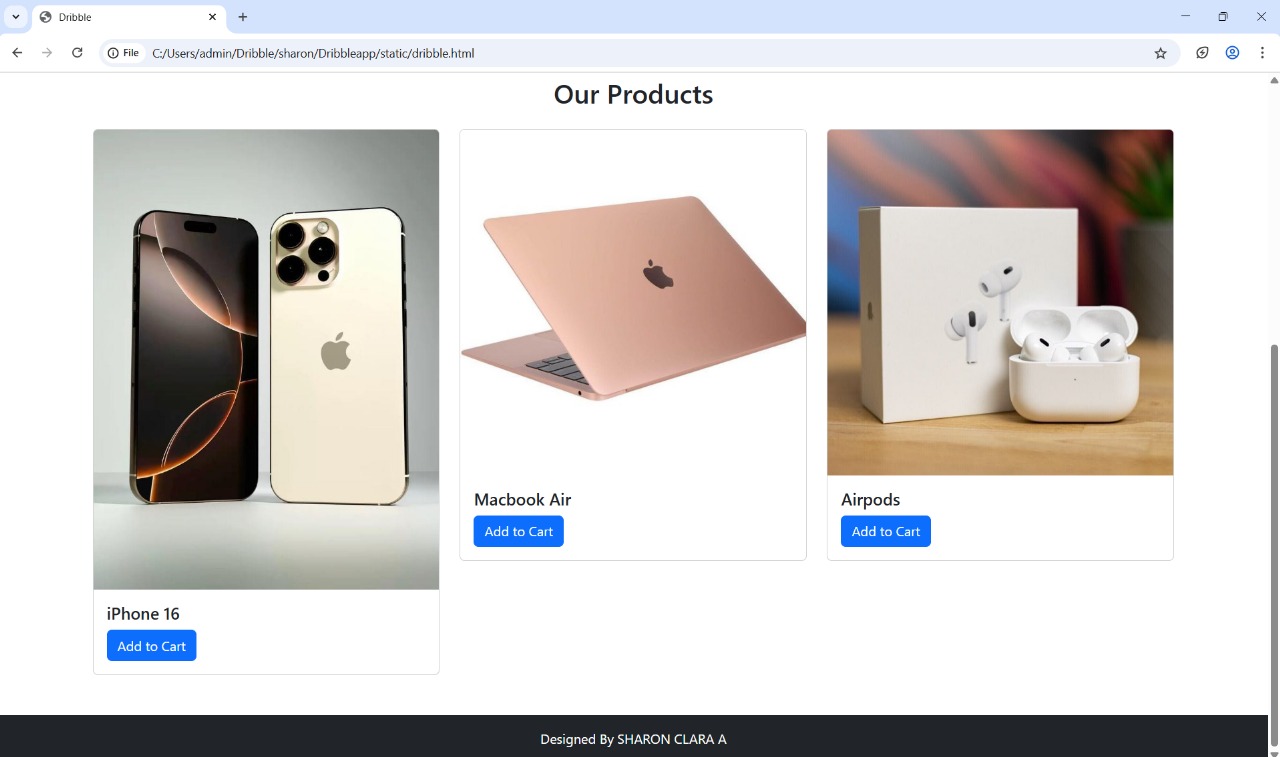 Dribble
File
C:/Users/admin/Dribble/sharon/Dribbleapp/static/dribble.html
Our Products
iPhone 16
Add to Cart
Macbook Air
Add to Cart
Airpods
Add to Cart
Designed By SHARON CLARA A